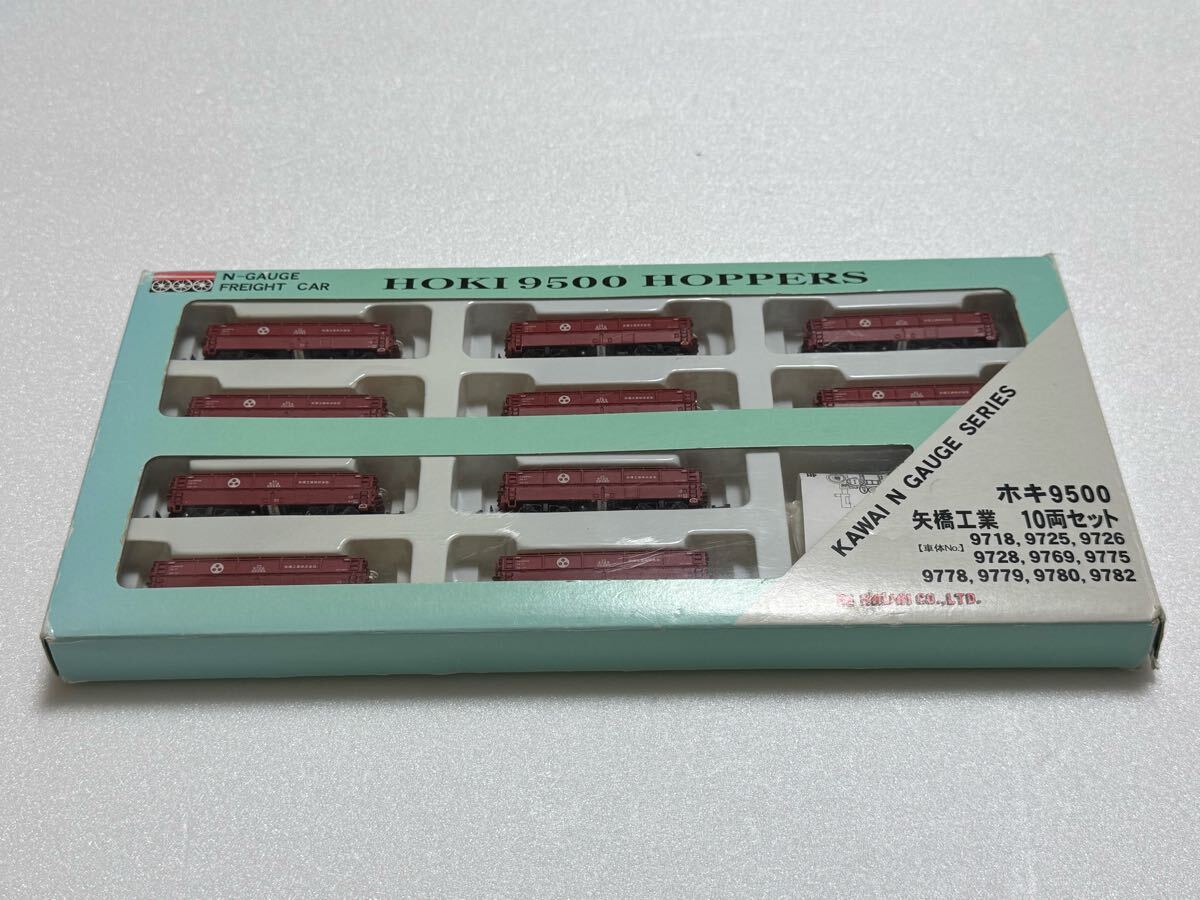 N-GAUGE
FREIGHT CAR
HOKI 9500 HOPPERS
KAWAI N GAUGE SERIES
ホキ9500
矢橋工業 10両セット
【車体No.】 9718, 9725, 9726
9728, 9769, 9775
9778, 9779, 9780, 9782
KAWAI CO.,LTD.